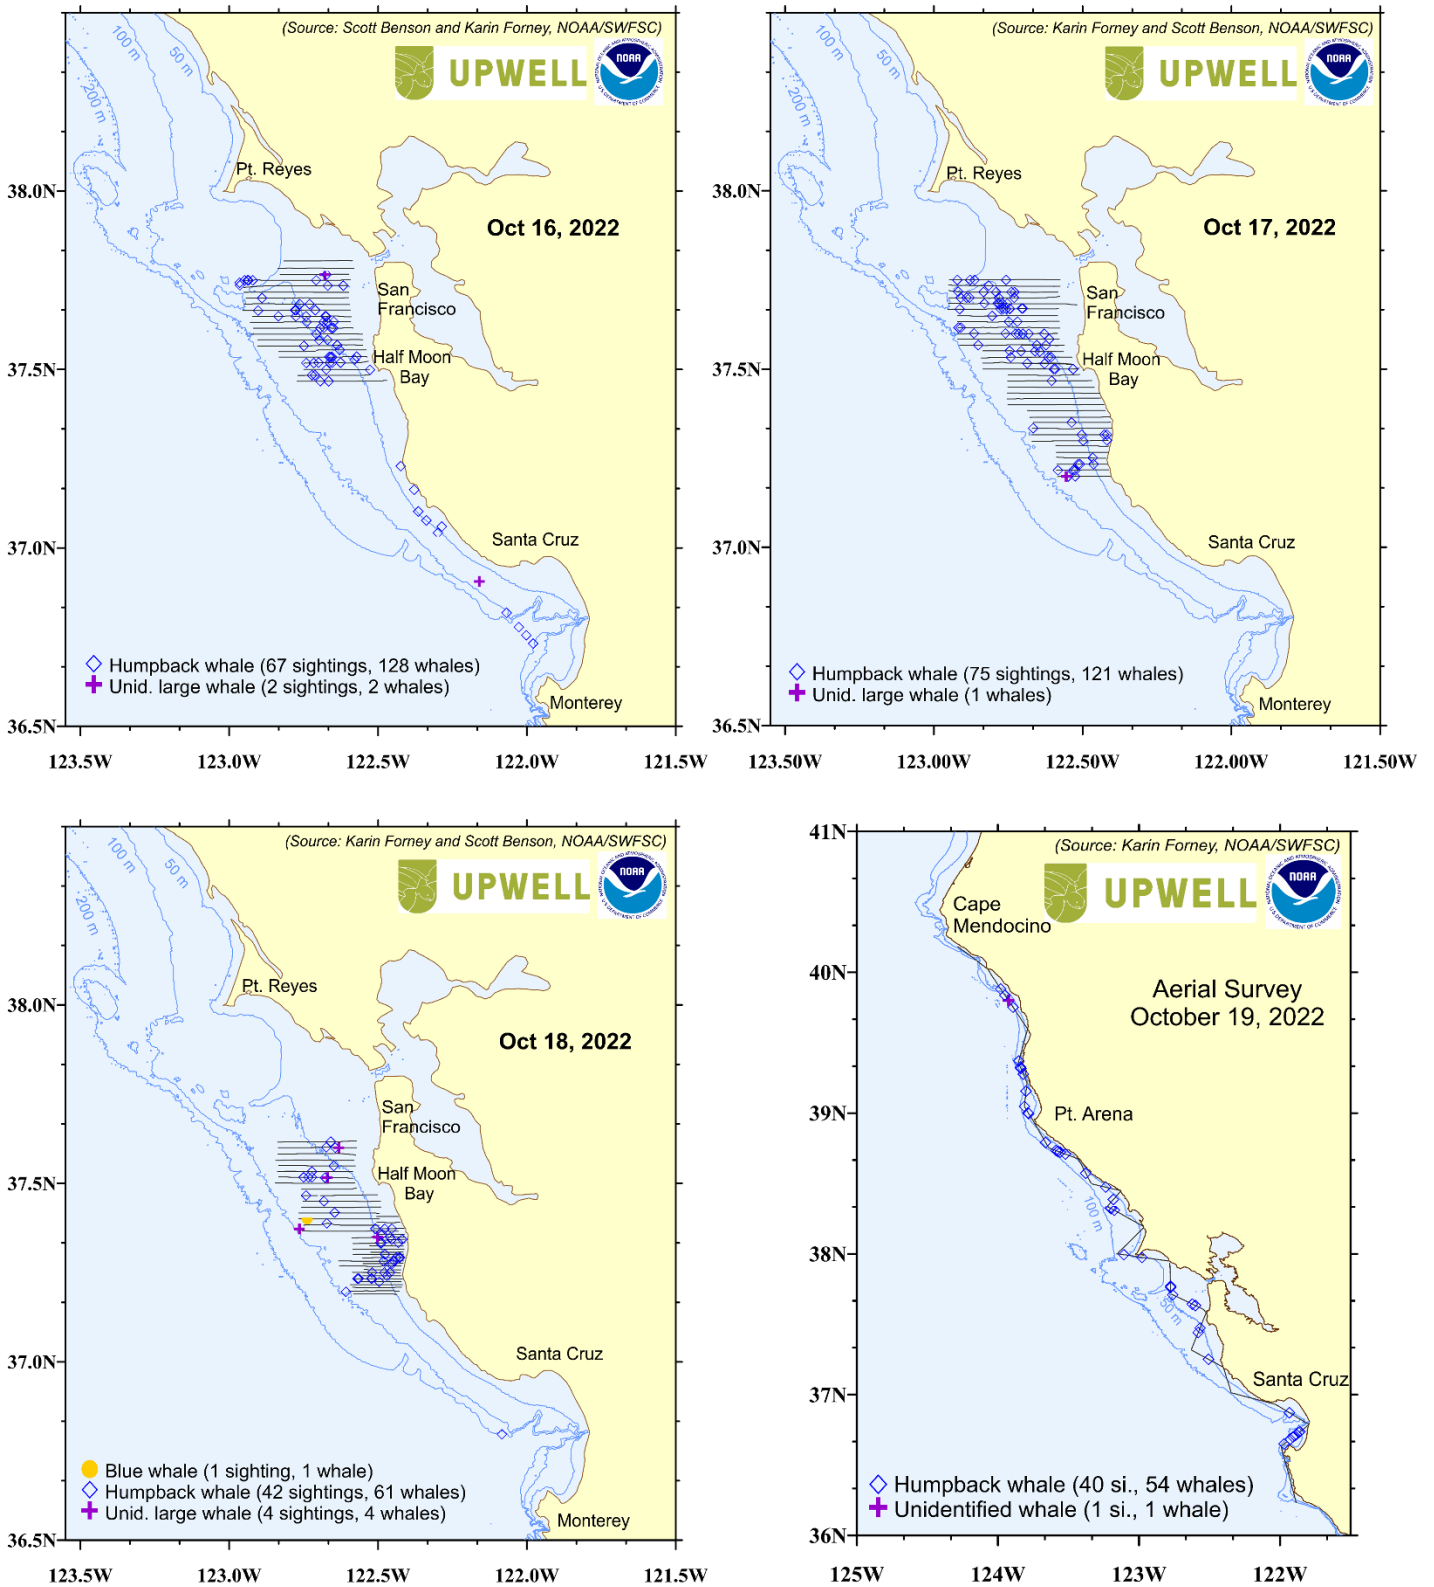 (Source: Scott Benson and Karin Forney, NOAA/SWFSC)
UPWELL
NOAA
100 m
50 m
200 m
Pt. Reyes
38.0N
Oct 16, 2022
San
Francisco
Half Moon
Bay
37.5N
37.0N
Santa Cruz
Humpback whale (67 sightings, 128 whales)
Unid. large whale (2 sightings, 2 whales)
Monterey
36.5N
123.5W
123.0W
122.5W
122.0W
121.5W
(Source: Scott Benson and Karin Forney, NOAA/SWFSC)
UPWELL
NOAA
100 m
50 m
200 m
Pt. Reyes
38.0N
Oct 17, 2022
San
Francisco
Half Moon
Bay
37.5N
37.0N
Santa Cruz
Humpback whale (75 sightings, 121 whales)
Unid. large whale (1 whales)
Monterey
36.5N
123.50W
123.00W
122.50W
122.00W
121.50W
(Source: Karin Forney and Scott Benson, NOAA/SWFSC)
UPWELL
NOAA
100 m
50 m
200 m
Pt. Reyes
38.0N
Oct 18, 2022
San
Francisco
Half Moon
Bay
37.5N
37.0N
Santa Cruz
Blue whale (1 sighting, 1 whale)
Humpback whale (42 sightings, 61 whales)
Unid. large whale (4 sightings, 4 whales)
Monterey
36.5N
123.5W
123.0W
122.5W
122.0W
121.5W
41N
(Source: Karin Forney, NOAA/SWFSC)
UPWELL
NOAA
Cape
Mendocino
40N
Aerial Survey
October 19, 2022
39N
Pt. Arena
100 m
38N
50 m
37N
Santa Cruz
Humpback whale (40 si., 54 whales)
Unidentified whale (1 si., 1 whale)
36N
125W
124W
123W
122W